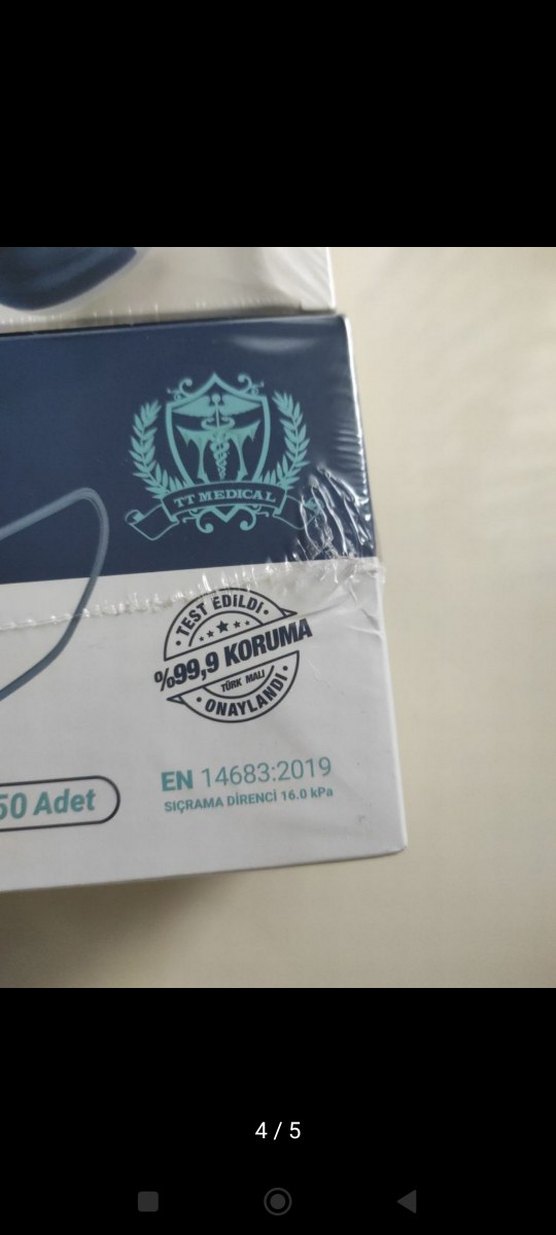 TT MEDICAL
TEST EDİLDİ
%99,9 KORUMA
TÜRK MALI
ONAYLANDI
50 Adet
EN 14683:2019
SIÇRAMA DİRENCİ 16.0 kPa
4 / 5